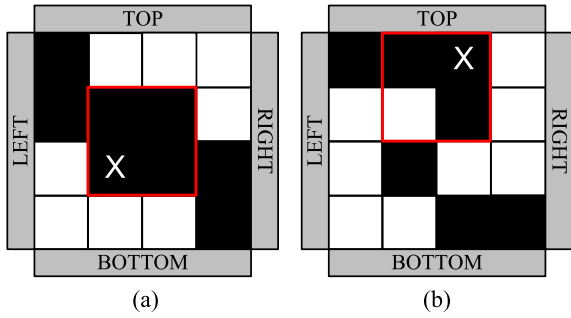 TOP
LEFT
X
RIGHT
BOTTOM
(a)
TOP
LEFT
X
RIGHT
BOTTOM
(b)